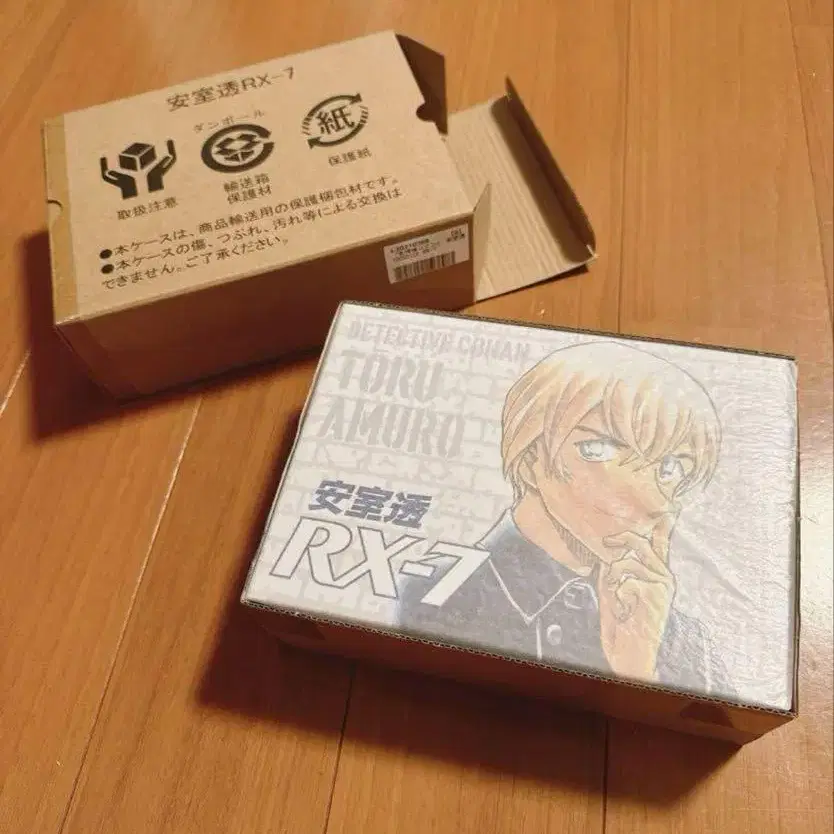 安室透RX-7
ダンボール
紙
取扱注意
輸送箱
保護材
保護紙
●本ケースは、商品輸送用の保護梱包材です。
●本ケースの傷、つぶれ、汚れ等による交換は
できません。ご了承ください。
DETECTIVE CONAN
TORU
AMURO
安室透
RX-7